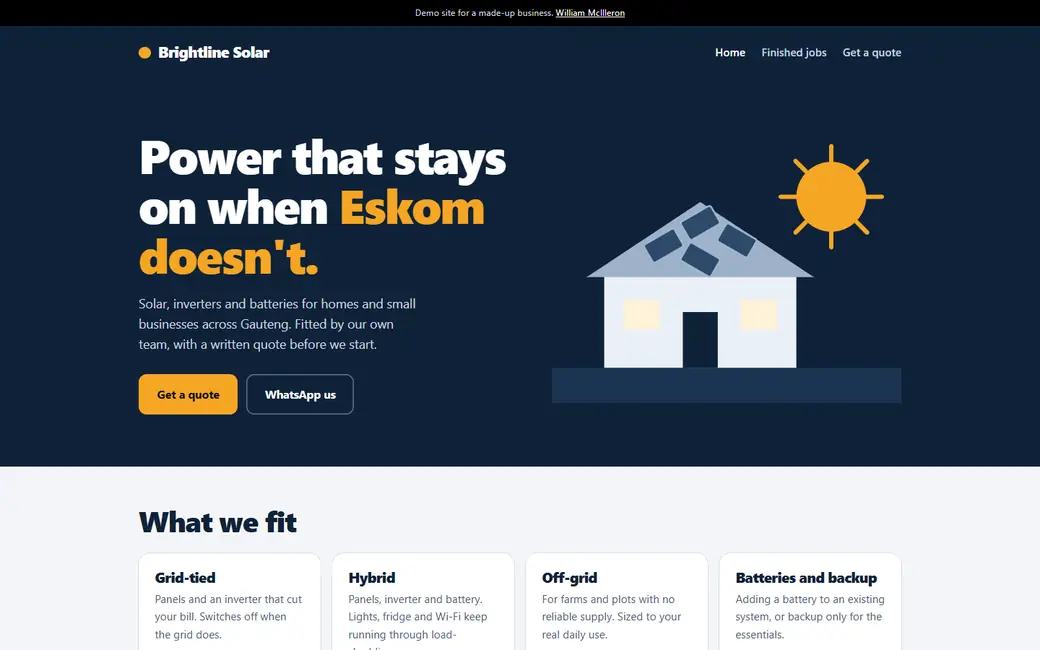 Demo site for a made-up business. William McIlleron
Brightline Solar
Home Finished jobs Get a quote
Power that stays
on when Eskom
doesn't.
Solar, inverters and batteries for homes and small
businesses across Gauteng. Fitted by our own
team, with a written quote before we start.
Get a quote WhatsApp us
What we fit
Grid-tied
Panels and an inverter that cut
your bill. Switches off when
the grid does.
Hybrid
Panels, inverter and battery.
Lights, fridge and Wi-Fi keep
running through load-
Off-grid
For farms and plots with no
reliable supply. Sized to your
real daily use.
Batteries and backup
Adding a battery to an existing
system, or backup only for the
essentials.